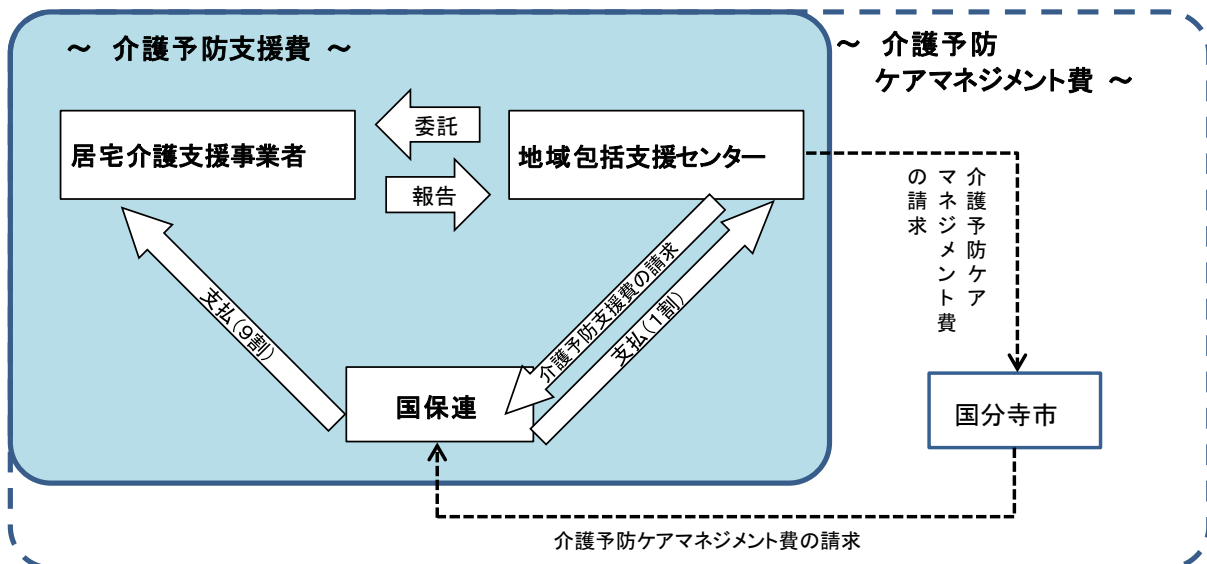 ～ 介護予防支援費 ～
～ 介護予防
ケアマネジメント費 ～
居宅介護支援事業者
委託
報告
地域包括支援センター
介護予防ケア
マネジメント費
の請求
支払(9割)
介護予防支援費の請求
支払(1割)
国保連
国分寺市
介護予防ケアマネジメント費の請求